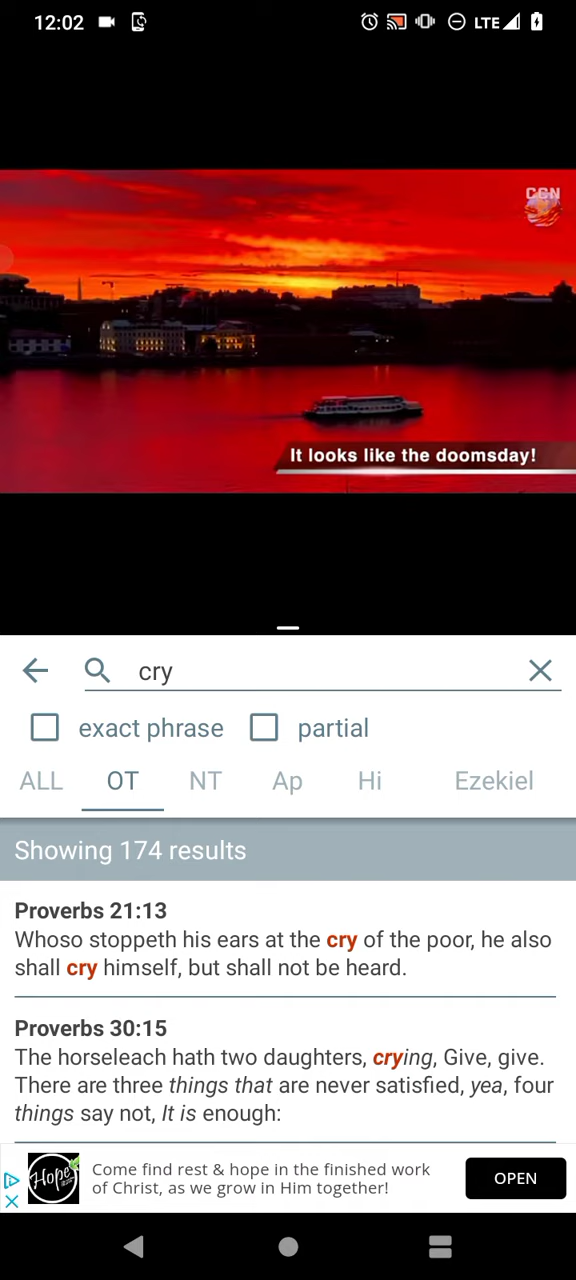 12:02
LTE
CGN
It looks like the doomsday!
cry
exact phrase
partial
ALL
OT
NT
Ap
Hi
Ezekiel
Showing 174 results
Proverbs 21:13
Whoso stoppeth his ears at the cry of the poor, he also
shall cry himself, but shall not be heard.
Proverbs 30:15
The horseleach hath two daughters, crying, Give, give.
There are three things that are never satisfied, yea, four
things say not, It is enough:
Hope
Come find rest & hope in the finished work
of Christ, as we grow in Him together!
OPEN